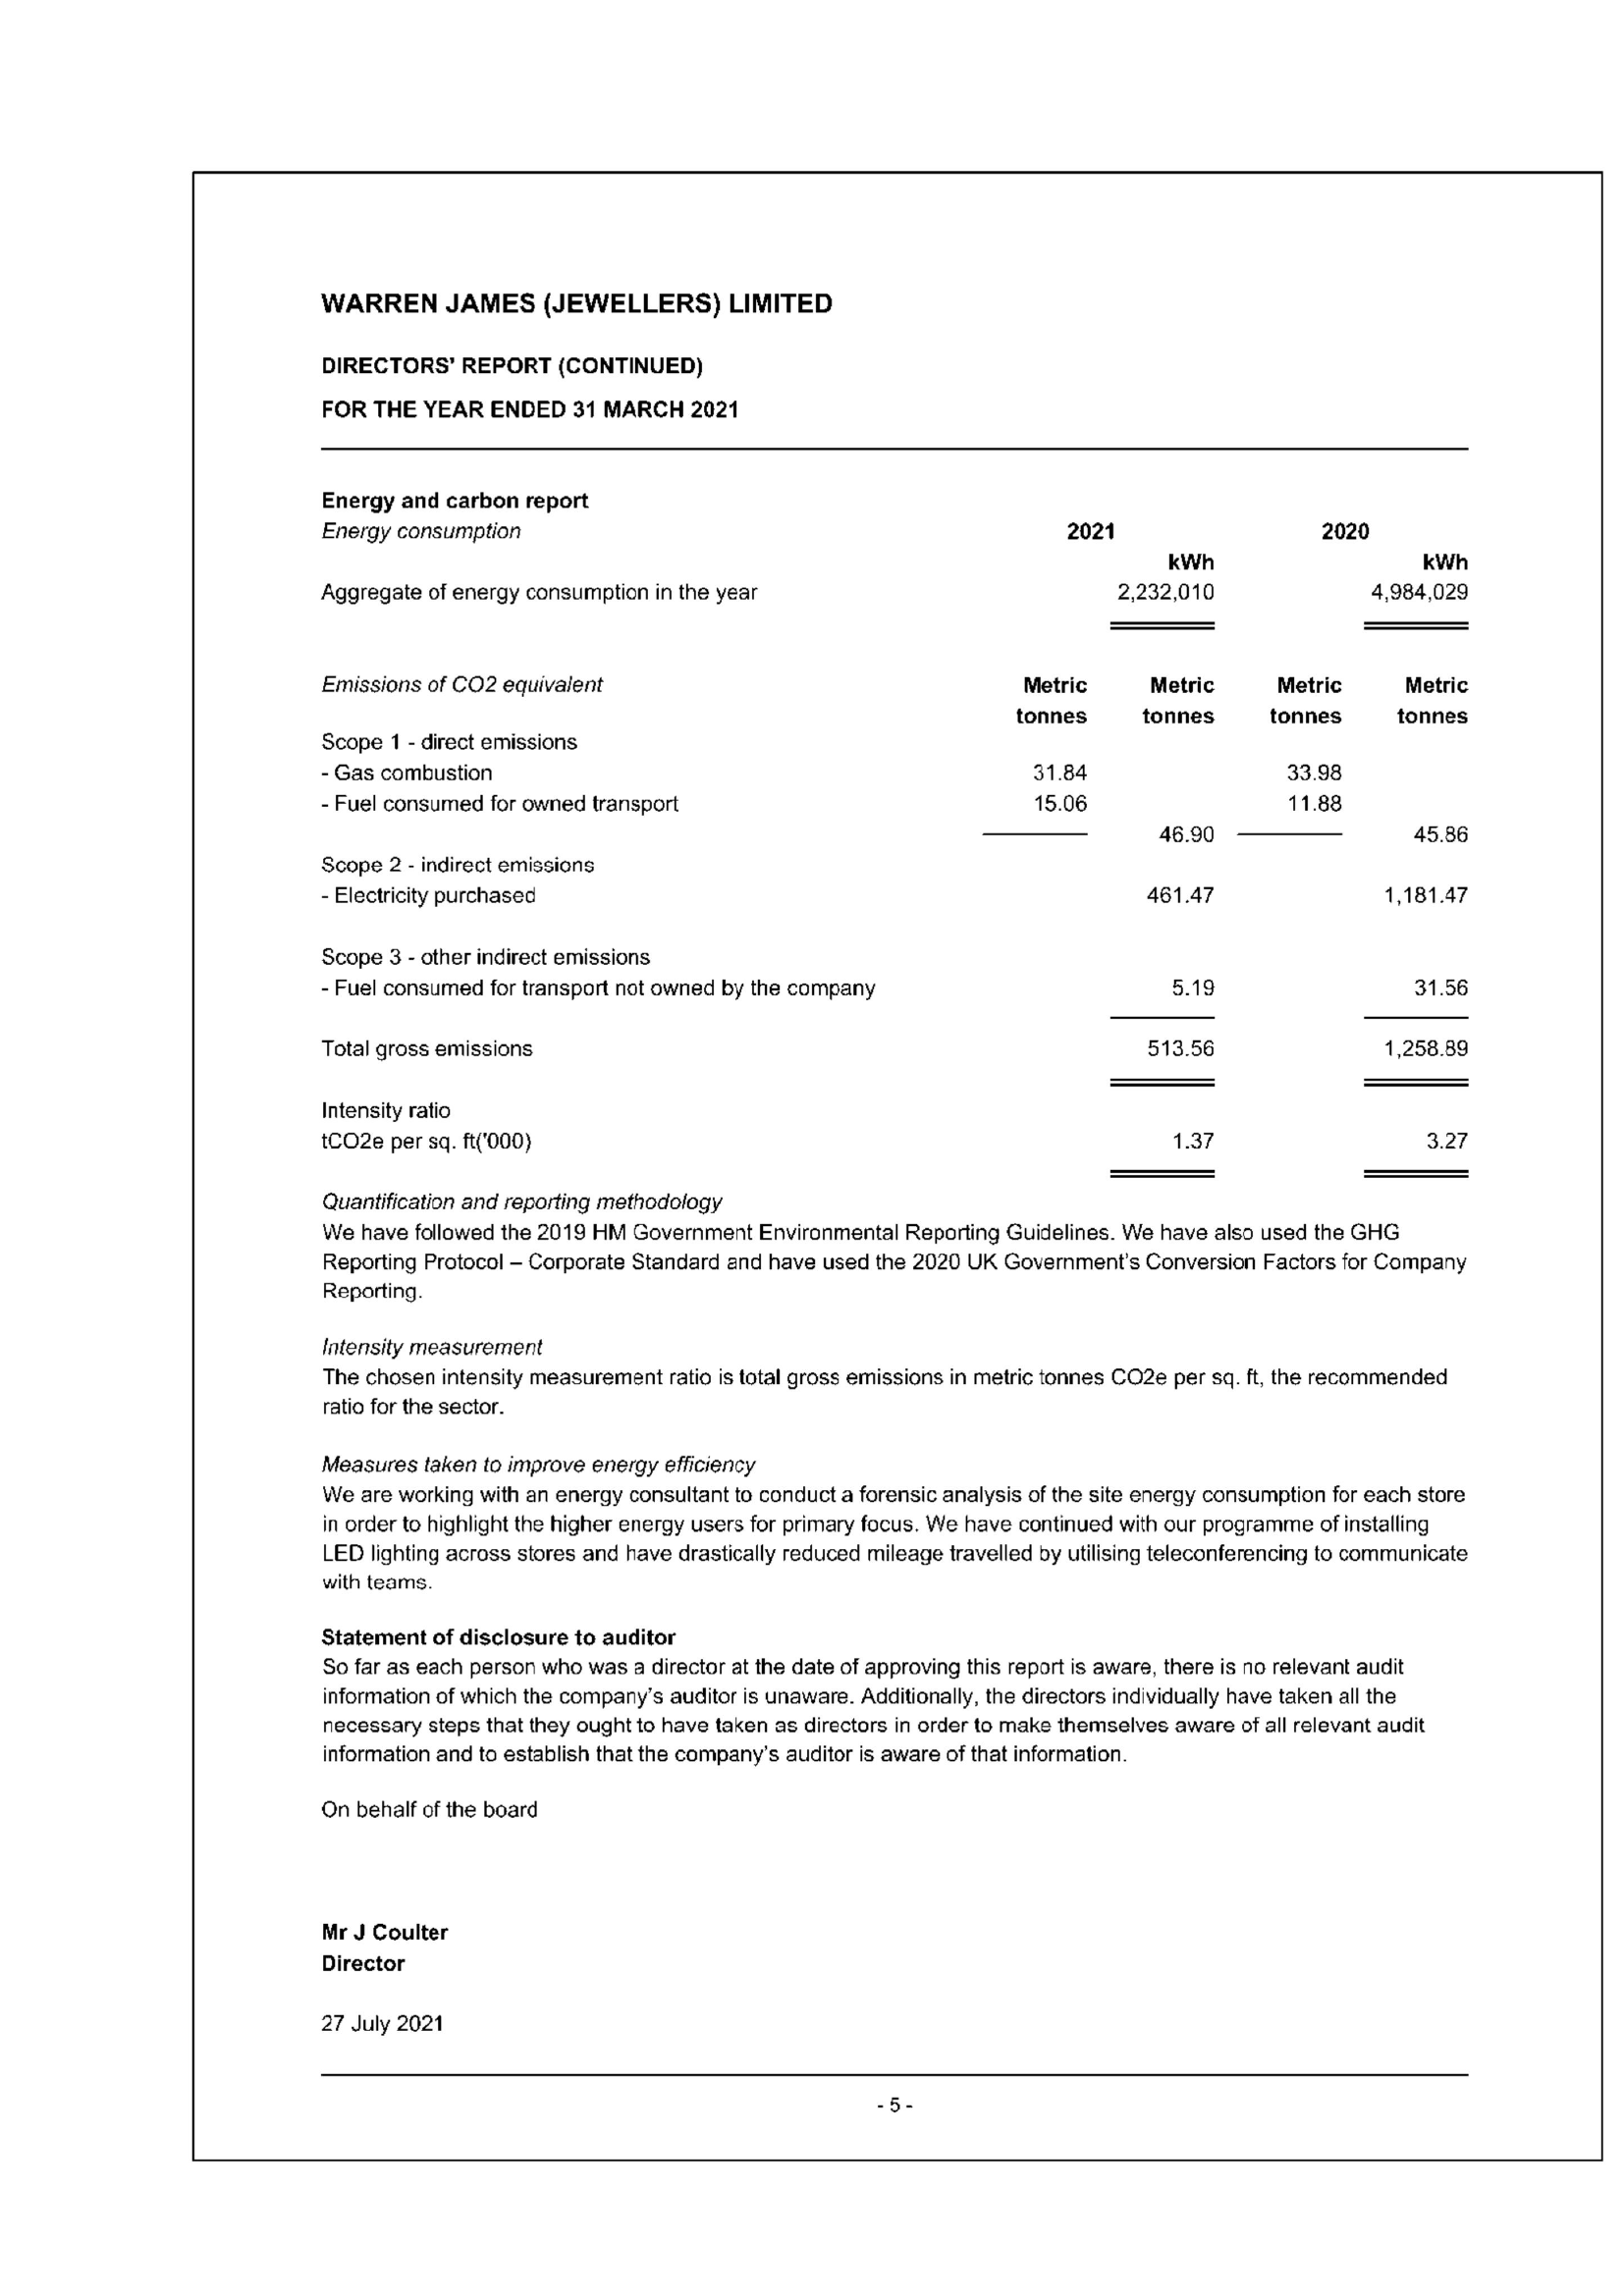 WARREN JAMES (JEWELLERS) LIMITED
DIRECTORS' REPORT (CONTINUED)
FOR THE YEAR ENDED 31 MARCH 2021
Energy and carbon report
Energy consumption 2021 2020
kWh kWh
Aggregate of energy consumption in the year 2,232,010 4,984,029
Emissions of CO2 equivalent Metric Metric Metric Metric
tonnes tonnes tonnes tonnes
Scope 1 - direct emissions
- Gas combustion 31.84 33.98
- Fuel consumed for owned transport 15.06 11.88
46.90 45.86
Scope 2 - indirect emissions
- Electricity purchased 461.47 1,181.47
Scope 3 - other indirect emissions
- Fuel consumed for transport not owned by the company 5.19 31.56
Total gross emissions 513.56 1,258.89
Intensity ratio
tCO2e per sq. ft('000) 1.37 3.27
Quantification and reporting methodology
We have followed the 2019 HM Government Environmental Reporting Guidelines. We have also used the GHG
Reporting Protocol – Corporate Standard and have used the 2020 UK Government's Conversion Factors for Company
Reporting.
Intensity measurement
The chosen intensity measurement ratio is total gross emissions in metric tonnes CO2e per sq. ft, the recommended
ratio for the sector.
Measures taken to improve energy efficiency
We are working with an energy consultant to conduct a forensic analysis of the site energy consumption for each store
in order to highlight the higher energy users for primary focus. We have continued with our programme of installing
LED lighting across stores and have drastically reduced mileage travelled by utilising teleconferencing to communicate
with teams.
Statement of disclosure to auditor
So far as each person who was a director at the date of approving this report is aware, there is no relevant audit
information of which the company's auditor is unaware. Additionally, the directors individually have taken all the
necessary steps that they ought to have taken as directors in order to make themselves aware of all relevant audit
information and to establish that the company's auditor is aware of that information.
On behalf of the board
Mr J Coulter
Director
27 July 2021
- 5 -